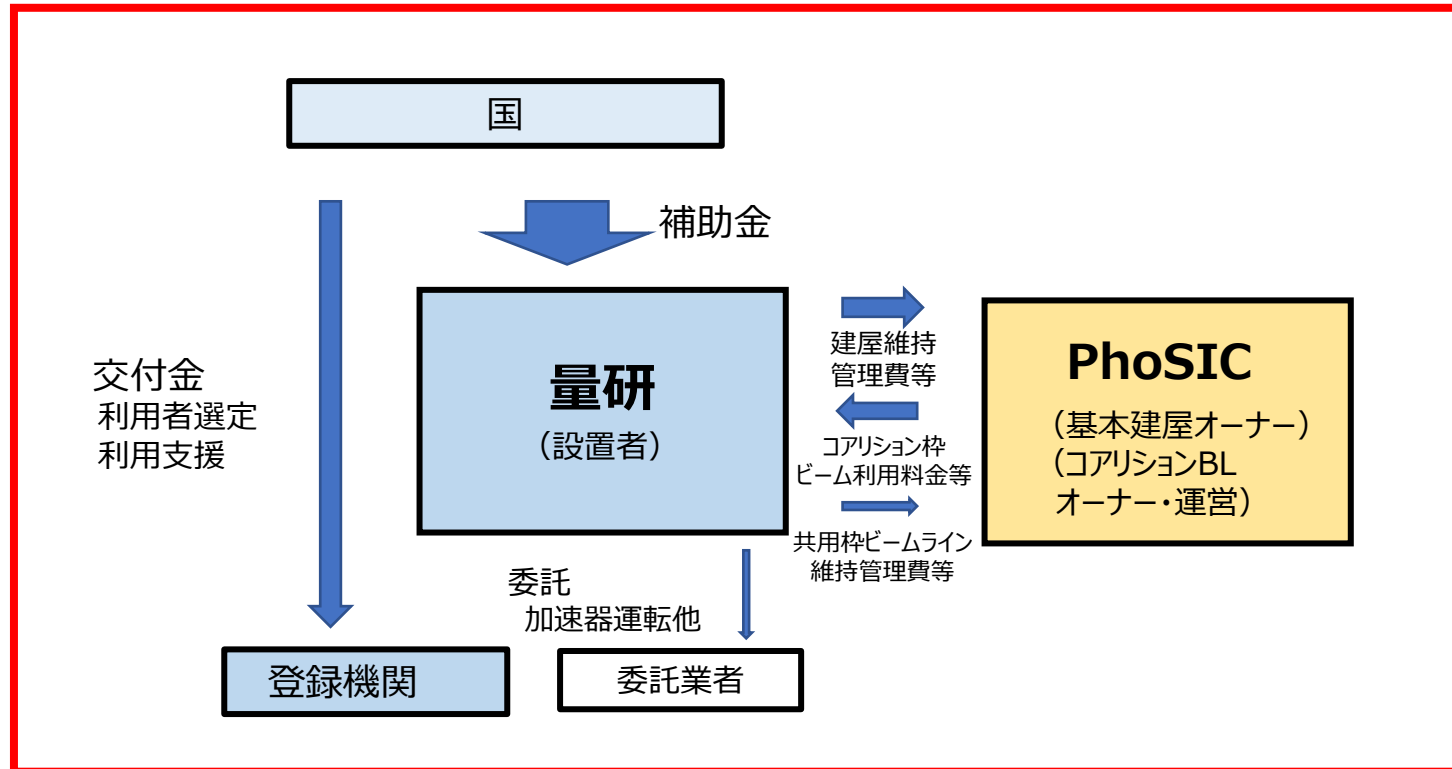 国
補助金
交付金
利用者選定
利用支援
量研
（設置者）
建屋維持
管理費等
コアリション枠
ビーム利用料金等
共用枠ビームライン
維持管理費等
PhoSIC
（基本建屋オーナー）
（コアリションBL
オーナー・運営）
委託
加速器運転他
登録機関
委託業者